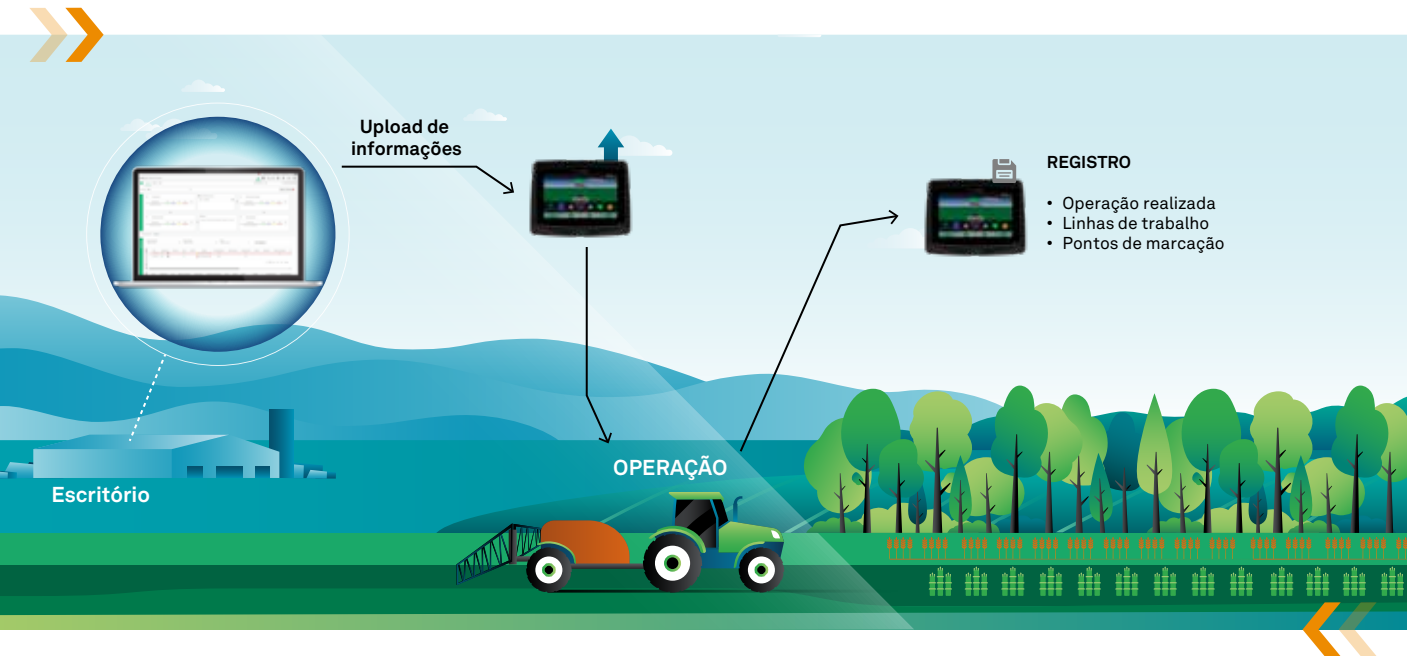 Upload de
informações
REGISTRO
• Operação realizada
• Linhas de trabalho
• Pontos de marcação
OPERAÇÃO
Escritório